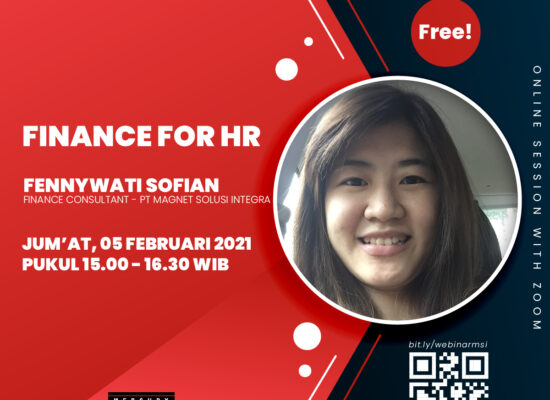 Free!
FINANCE FOR HR
FENNYWATI SOFIAN
FINANCE CONSULTANT - PT MAGNET SOLUSI INTEGRA
JUM'AT, 05 FEBRUARI 2021
PUKUL 15.00 - 16.30 WIB
ONLINE SESSION WITH ZOOM
bit.ly/webinarmsi
MERCURY